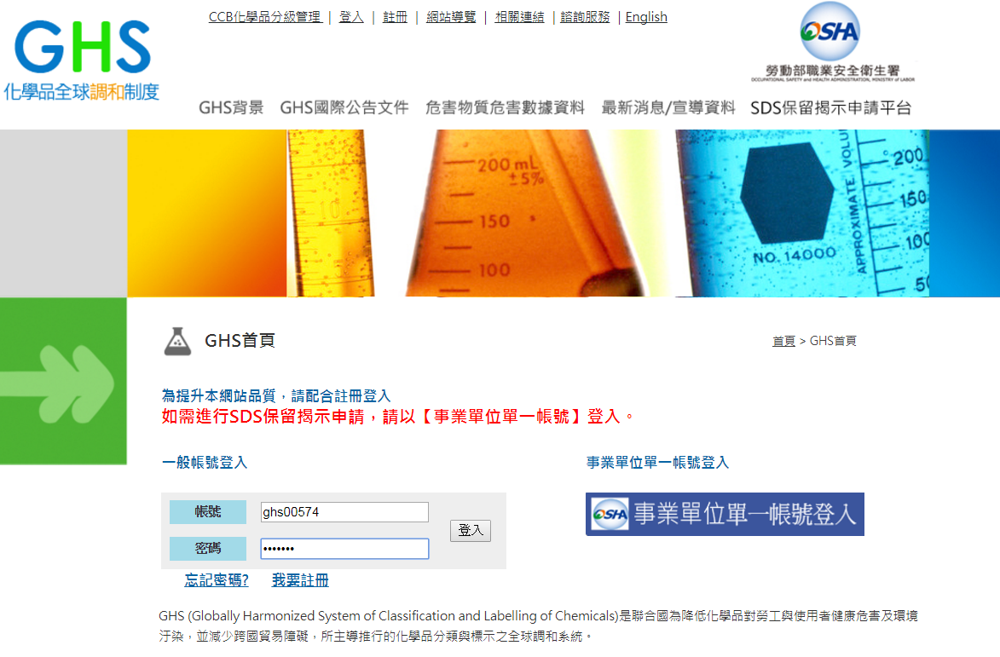 GHS
化學品全球調和制度
CCB化學品分級管理 | 登入 | 註冊 | 網站導覽 | 相關連結 | 諮詢服務 | English
OSHA
勞動部職業安全衛生署
OCCUPATIONAL SAFETY and HEALTH ADMINISTRATION, MINISTRY of LABOR
GHS背景 GHS國際公告文件 危害物質危害數據資料 最新消息/宣導資料 SDS保留揭示申請平台
10
200 mL
±5%
150
100
NO. 14000
APPROXIMATE VOLU
200
150
100
50
GHS首頁
首頁 > GHS首頁
為提升本網站品質，請配合註冊登入
如需進行SDS保留揭示申請，請以【事業單位單一帳號】登入。
一般帳號登入
事業單位單一帳號登入
帳號 ghs00574
密碼 •••••••
登入
OSHA 事業單位單一帳號登入
忘記密碼? 我要註冊
GHS (Globally Harmonized System of Classification and Labelling of Chemicals)是聯合國為降低化學品對勞工與使用者健康危害及環境
汙染，並減少跨國貿易障礙，所主導推行的化學品分類與標示之全球調和系統。